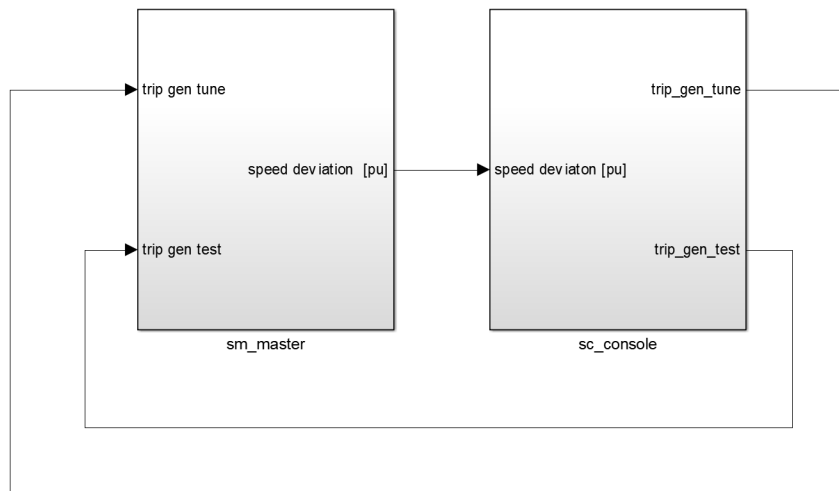 trip gen tune
trip_gen_tune
speed deviation [pu]
speed deviaton [pu]
trip gen test
trip_gen_test
sm_master
sc_console